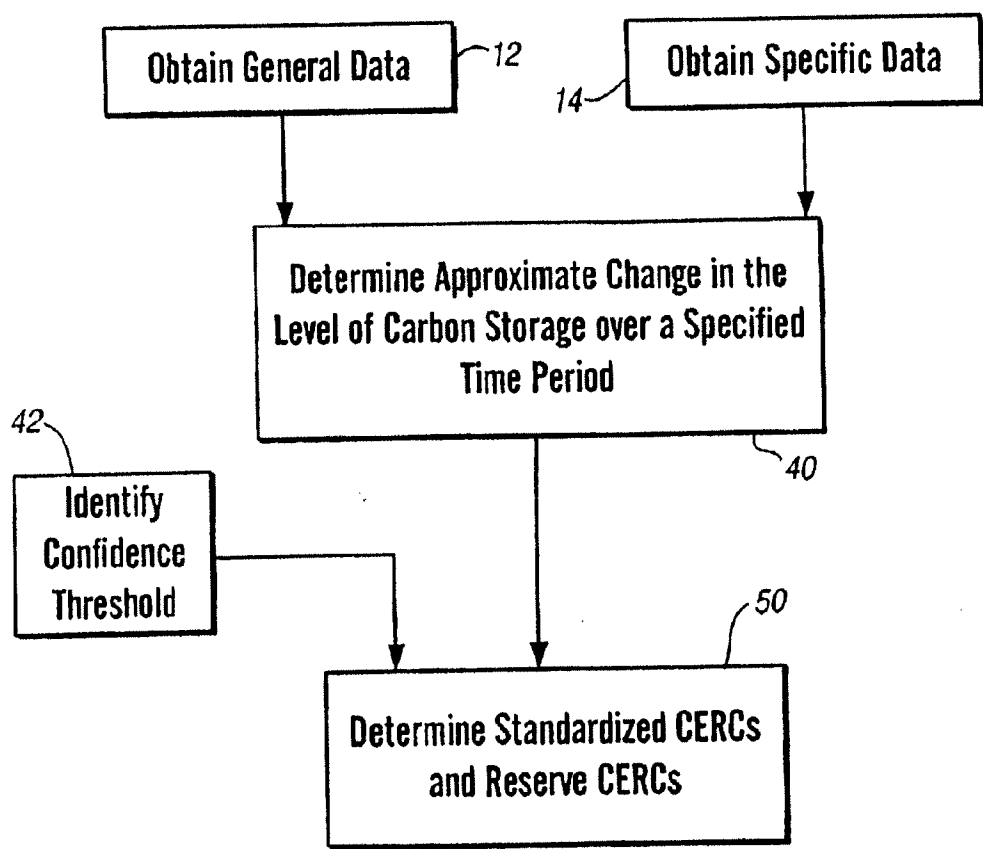 Obtain General Data
12
Obtain Specific Data
14
Determine Approximate Change in the
Level of Carbon Storage over a Specified
Time Period
40
42
Identify
Confidence
Threshold
50
Determine Standardized CERCs
and Reserve CERCs